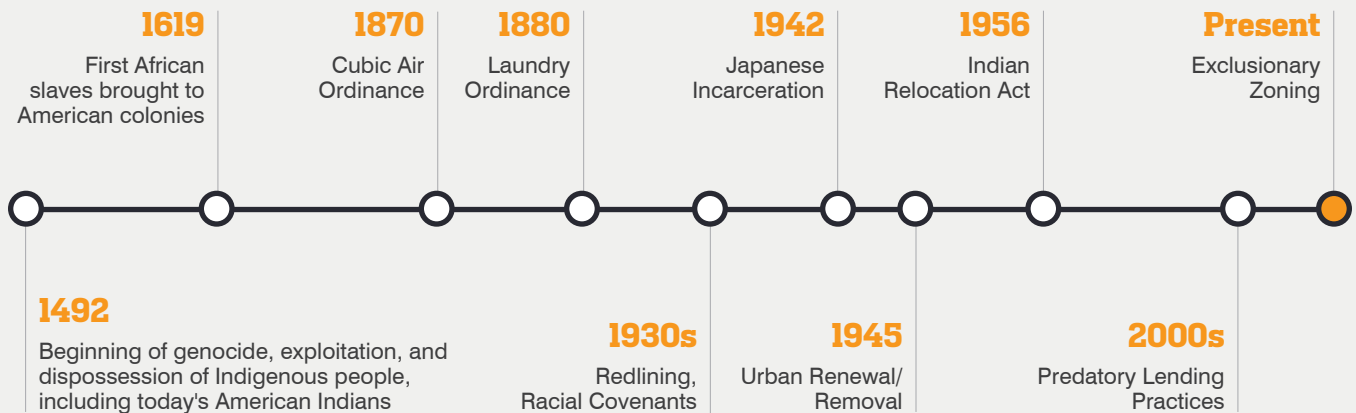 1619
First African
slaves brought to
American colonies
1870
Cubic Air
Ordinance
1880
Laundry
Ordinance
1942
Japanese
Incarceration
1956
Indian
Relocation Act
Present
Exclusionary
Zoning
1492
Beginning of genocide, exploitation, and
dispossession of Indigenous people,
including today's American Indians
1930s
Redlining,
Racial Covenants
1945
Urban Renewal/
Removal
2000s
Predatory Lending
Practices